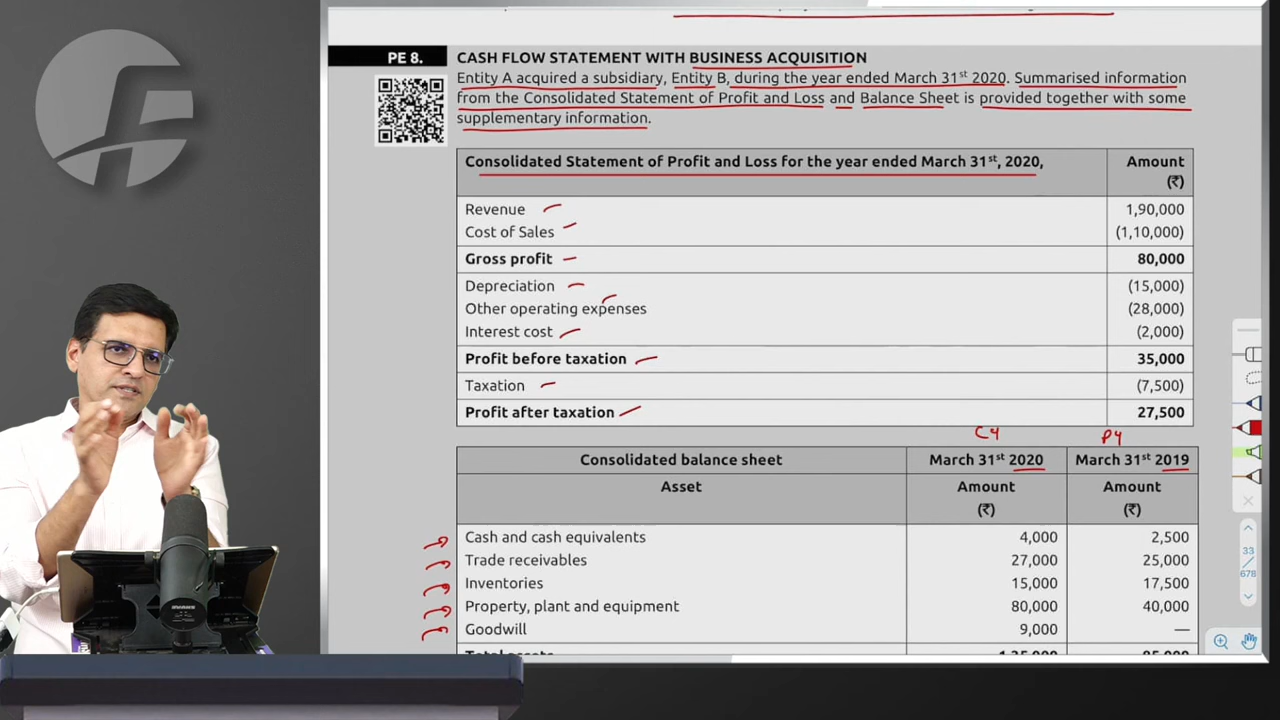 PE 8. CASH FLOW STATEMENT WITH BUSINESS ACQUISITION
Entity A acquired a subsidiary, Entity B, during the year ended March 31st 2020. Summarised information
from the Consolidated Statement of Profit and Loss and Balance Sheet is provided together with some
supplementary information.
Consolidated Statement of Profit and Loss for the year ended March 31st, 2020, Amount
(₹)
Revenue 1,90,000
Cost of Sales (1,10,000)
Gross profit 80,000
Depreciation (15,000)
Other operating expenses (28,000)
Interest cost (2,000)
Profit before taxation 35,000
Taxation (7,500)
Profit after taxation 27,500
CY PY
Consolidated balance sheet March 31st 2020 March 31st 2019
Asset Amount Amount
(₹) (₹)
Cash and cash equivalents 4,000 2,500
Trade receivables 27,000 25,000
Inventories 15,000 17,500
Property, plant and equipment 80,000 40,000
Goodwill 9,000 —
33
678